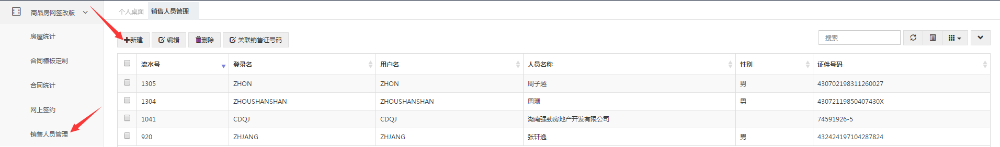 商品房网签改版
房屋统计
合同模板定制
合同统计
网上签约
销售人员管理
个人桌面 销售人员管理
新建 编辑 删除 关联销售证号码 搜索
流水号 登录名 用户名 人员名称 性别 证件号码
1305 ZHON ZHON 周子越 男 430702198311260027
1304 ZHOUSHANSHAN ZHOUSHANSHAN 周珊 男 43072119850407430X
1041 CDQJ CDQJ 湖南强劲房地产开发有限公司 74591926-5
920 ZHJANG ZHJANG 张轩逸 男 432424197104287824